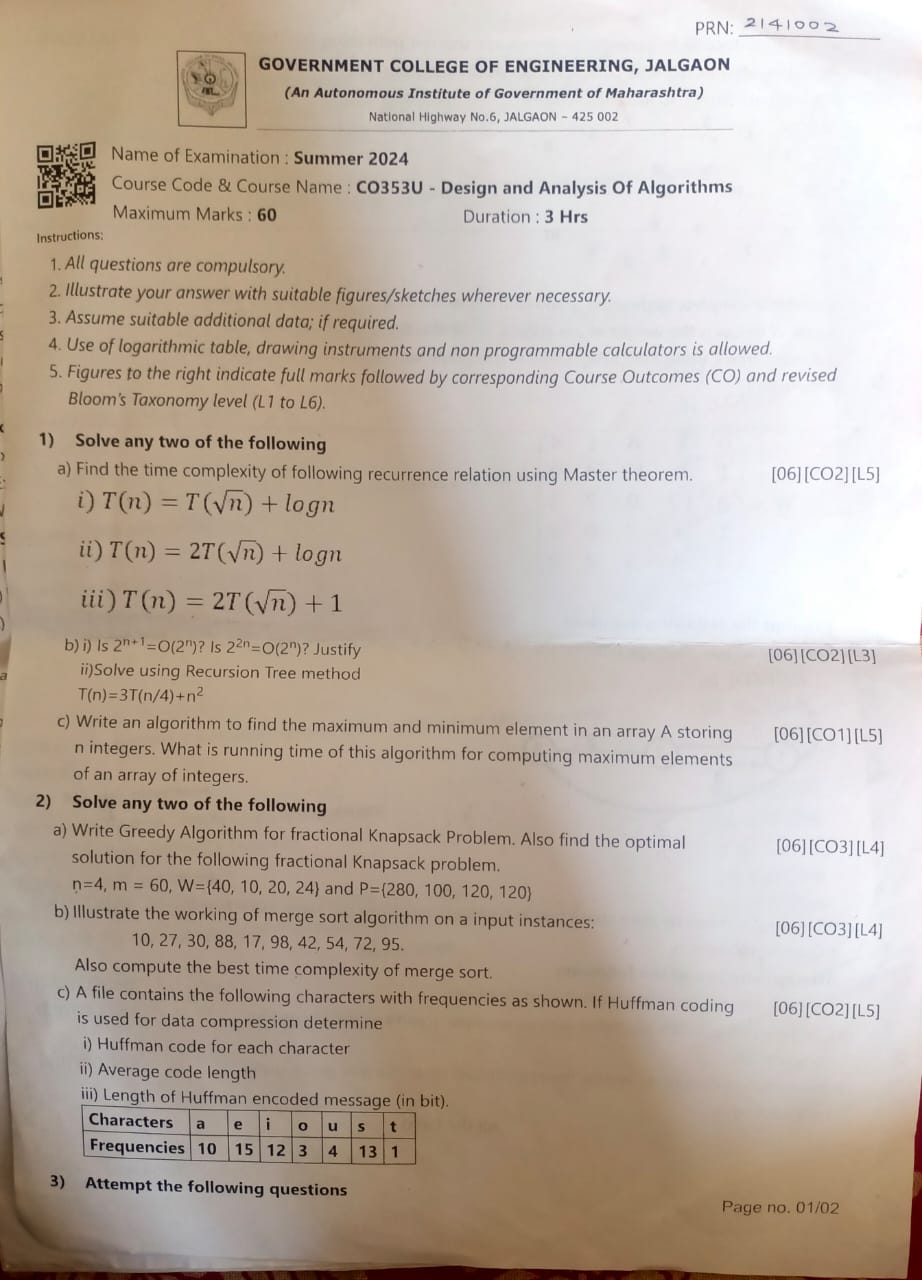 PRN: 2141002
GOVERNMENT COLLEGE OF ENGINEERING, JALGAON
(An Autonomous Institute of Government of Maharashtra)
National Highway No.6, JALGAON – 425 002
Name of Examination : Summer 2024
Course Code & Course Name : CO353U - Design and Analysis Of Algorithms
Maximum Marks : 60 Duration : 3 Hrs
Instructions:
1. All questions are compulsory.
2. Illustrate your answer with suitable figures/sketches wherever necessary.
3. Assume suitable additional data; if required.
4. Use of logarithmic table, drawing instruments and non programmable calculators is allowed.
5. Figures to the right indicate full marks followed by corresponding Course Outcomes (CO) and revised
Bloom's Taxonomy level (L1 to L6).
1) Solve any two of the following
a) Find the time complexity of following recurrence relation using Master theorem. [06] [CO2] [L5]
i) T(n) = T(√n) + logn
ii) T(n) = 2T(√n) + logn
iii) T(n) = 2T(√n) + 1
b) i) Is 2ⁿ⁺¹=O(2ⁿ)? Is 2²ⁿ=O(2ⁿ)? Justify [06] [CO2] [L3]
ii)Solve using Recursion Tree method
T(n)=3T(n/4)+n²
c) Write an algorithm to find the maximum and minimum element in an array A storing [06] [CO1] [L5]
n integers. What is running time of this algorithm for computing maximum elements
of an array of integers.
2) Solve any two of the following
a) Write Greedy Algorithm for fractional Knapsack Problem. Also find the optimal [06] [CO3] [L4]
solution for the following fractional Knapsack problem.
n=4, m = 60, W={40, 10, 20, 24} and P={280, 100, 120, 120}
b) Illustrate the working of merge sort algorithm on a input instances: [06] [CO3] [L4]
10, 27, 30, 88, 17, 98, 42, 54, 72, 95.
Also compute the best time complexity of merge sort.
c) A file contains the following characters with frequencies as shown. If Huffman coding [06] [CO2] [L5]
is used for data compression determine
i) Huffman code for each character
ii) Average code length
iii) Length of Huffman encoded message (in bit).
Characters a e i o u s t
Frequencies 10 15 12 3 4 13 1
3) Attempt the following questions
Page no. 01/02